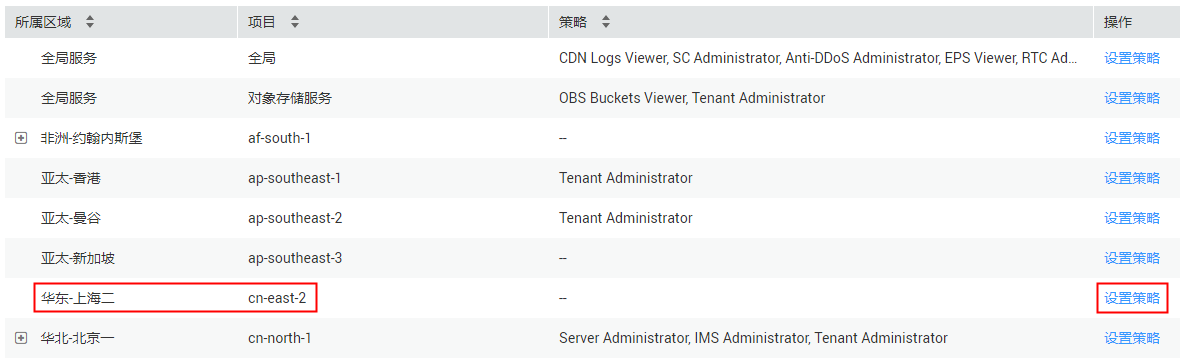 所属区域 项目 策略 操作
全局服务 全局 CDN Logs Viewer, SC Administrator, Anti-DDoS Administrator, EPS Viewer, RTC Ad... 设置策略
全局服务 对象存储服务 OBS Buckets Viewer, Tenant Administrator 设置策略
非洲-约翰内斯堡 af-south-1 -- 设置策略
亚太-香港 ap-southeast-1 Tenant Administrator 设置策略
亚太-曼谷 ap-southeast-2 Tenant Administrator 设置策略
亚太-新加坡 ap-southeast-3 -- 设置策略
华东-上海二 cn-east-2 -- 设置策略
华北-北京一 cn-north-1 Server Administrator, IMS Administrator, Tenant Administrator 设置策略